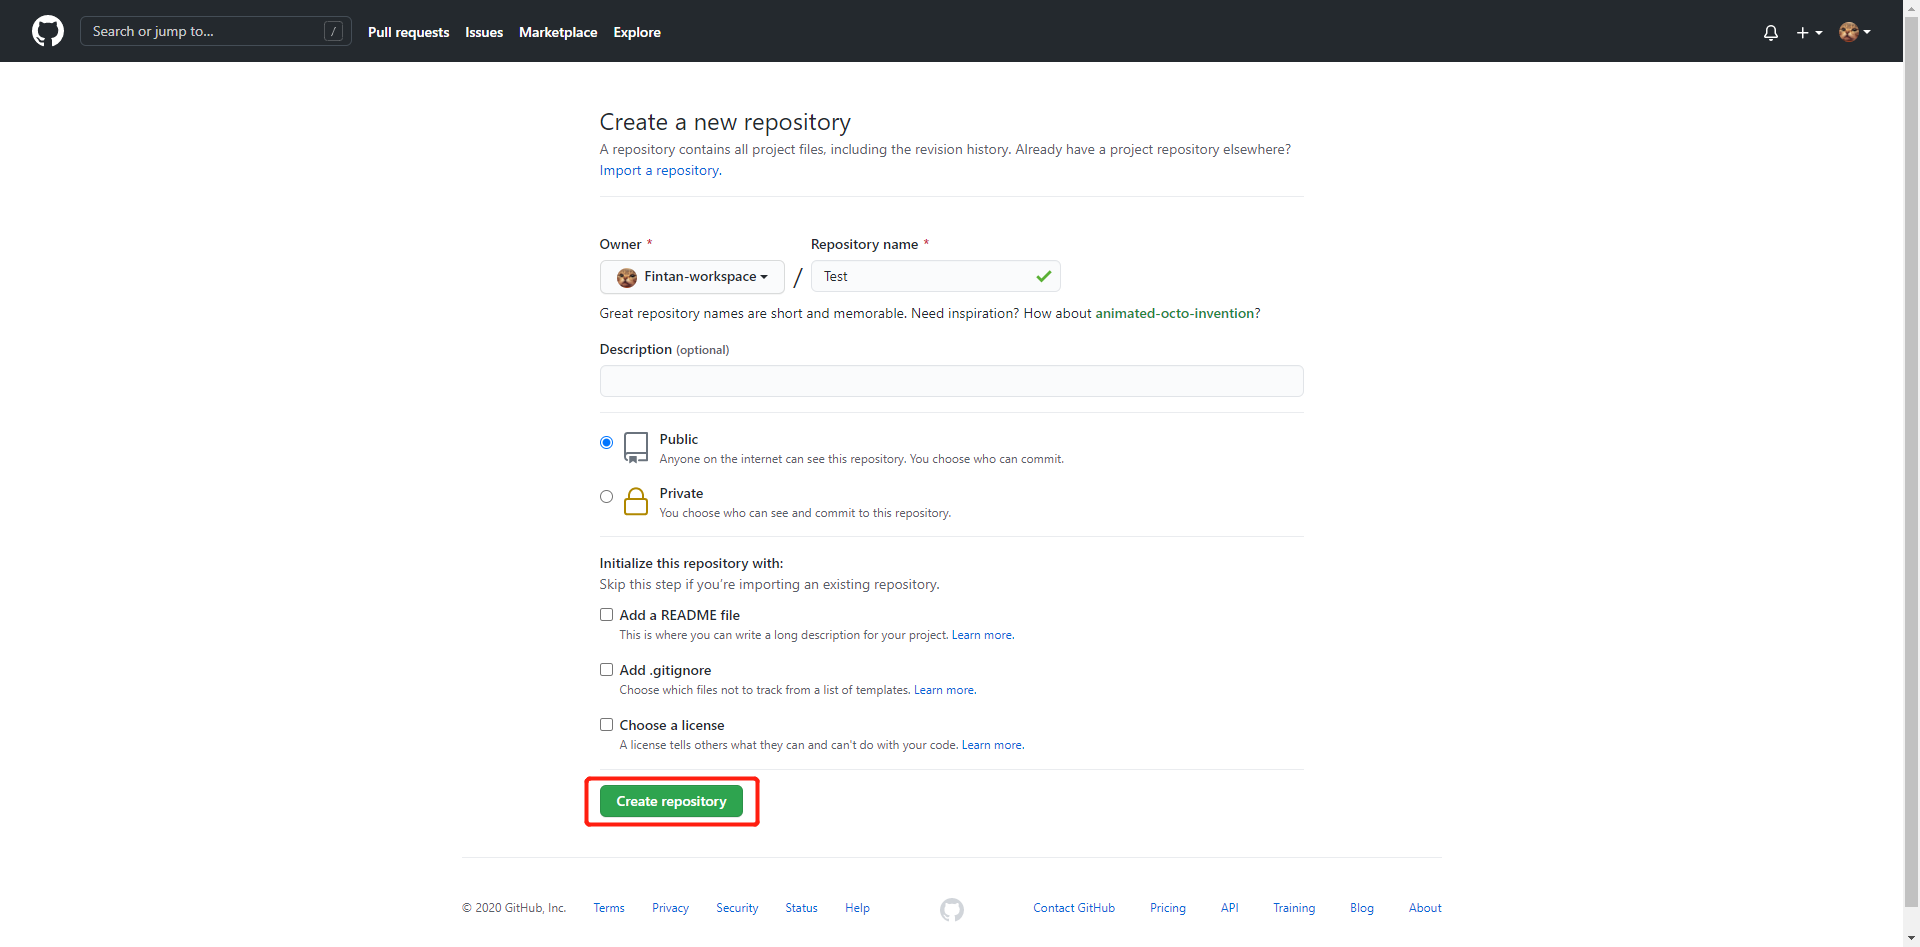 Search or jump to... /
Pull requests Issues Marketplace Explore
Create a new repository
A repository contains all project files, including the revision history. Already have a project repository elsewhere?
Import a repository.
Owner * Repository name *
Fintan-workspace / Test
Great repository names are short and memorable. Need inspiration? How about animated-octo-invention?
Description (optional)
Public
Anyone on the internet can see this repository. You choose who can commit.
Private
You choose who can see and commit to this repository.
Initialize this repository with:
Skip this step if you're importing an existing repository.
Add a README file
This is where you can write a long description for your project. Learn more.
Add .gitignore
Choose which files not to track from a list of templates. Learn more.
Choose a license
A license tells others what they can and can't do with your code. Learn more.
Create repository
© 2020 GitHub, Inc. Terms Privacy Security Status Help Contact GitHub Pricing API Training Blog About